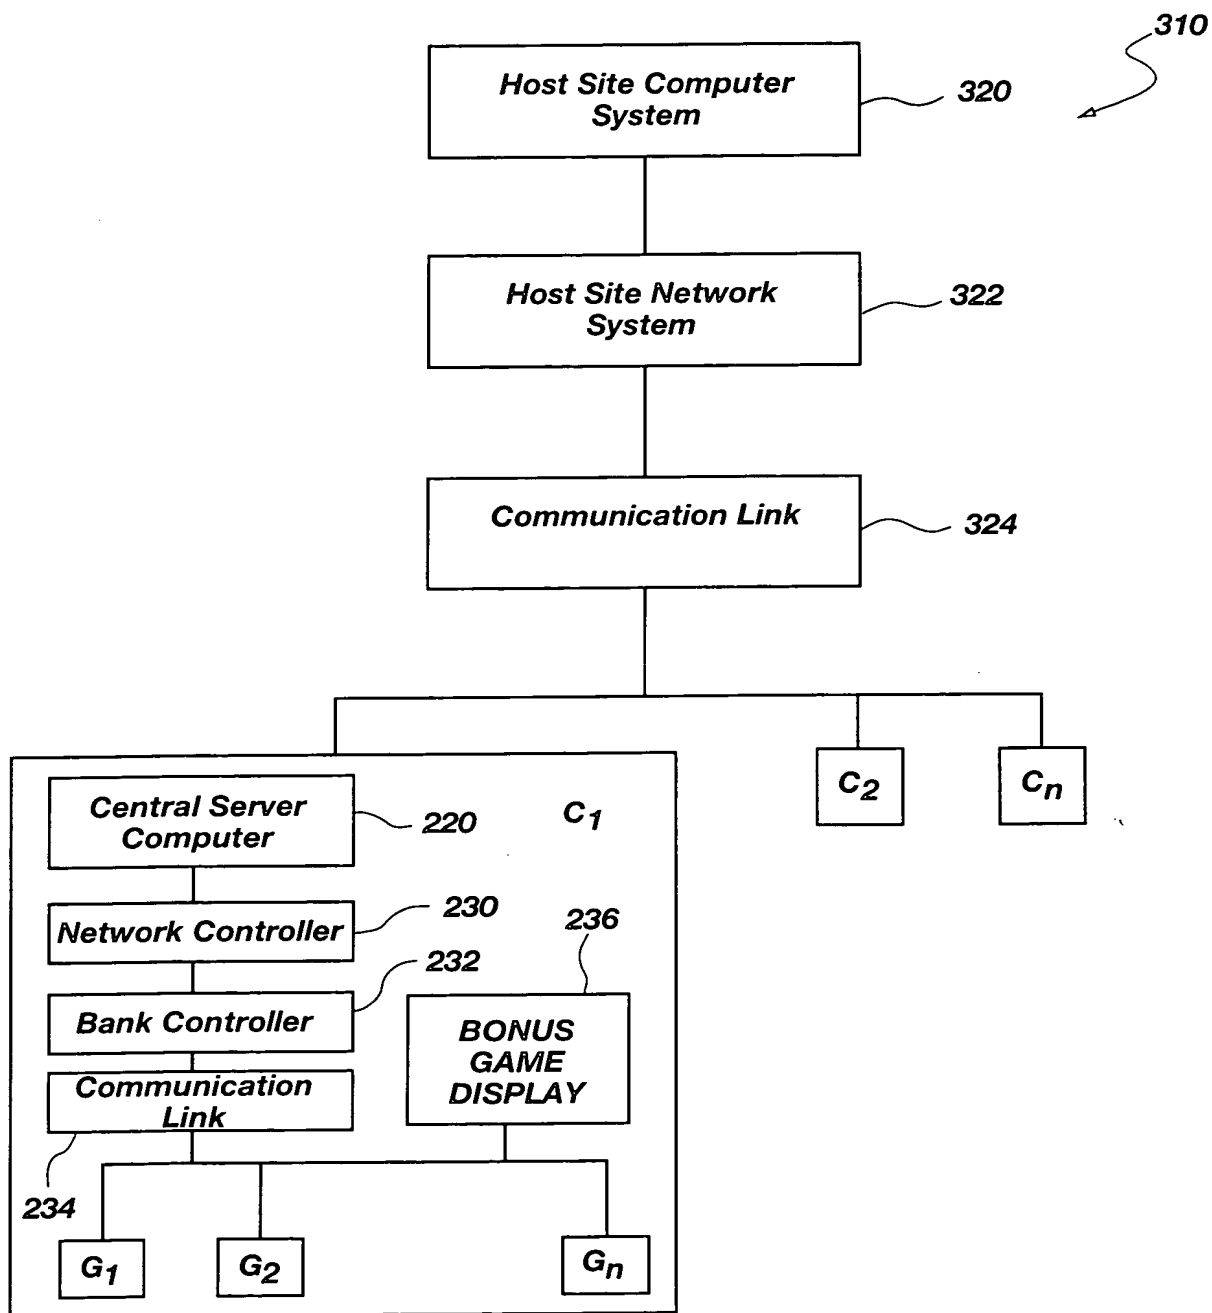 310
Host Site Computer
System
320
Host Site Network
System
322
Communication Link
324
C2
Cn
Central Server
Computer
220
C1
Network Controller
230
236
Bank Controller
232
BONUS
GAME
DISPLAY
Communication
Link
234
G1
G2
Gn